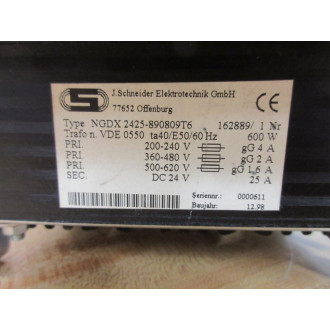 J. Schneider Elektrotechnik GmbH
77652 Offenburg
CE
Type NGDX 2425-890809T6 162889/ 1 Nr
Trafo n. VDE 0550 ta40/E50/60 Hz 600 W
PRI. 200-240 V gG 4 A
PRI. 360-480 V gG 2 A
PRI. 500-620 V gG 1,6 A
SEC. DC 24 V 25 A
Seriennr.: 0000611
Baujahr: 12.98